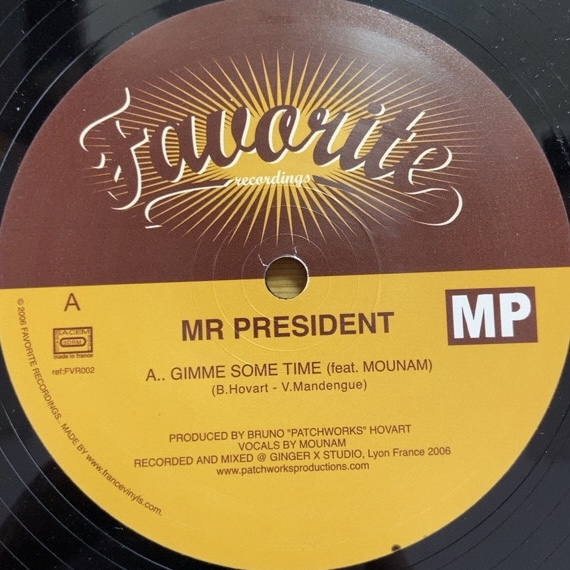 Favorite
recordings
A
SACEM
SDRM
made in france
ref:FVR002
MP
MR PRESIDENT
A.. GIMME SOME TIME (feat. MOUNAM)
(B.Hovart - V.Mandengue)
PRODUCED BY BRUNO "PATCHWORKS" HOVART
VOCALS BY MOUNAM
RECORDED AND MIXED @ GINGER X STUDIO, Lyon France 2006
www.patchworksproductions.com
© 2006 FAVORITE RECORDINGS. MADE BY www.francevinyls.com.